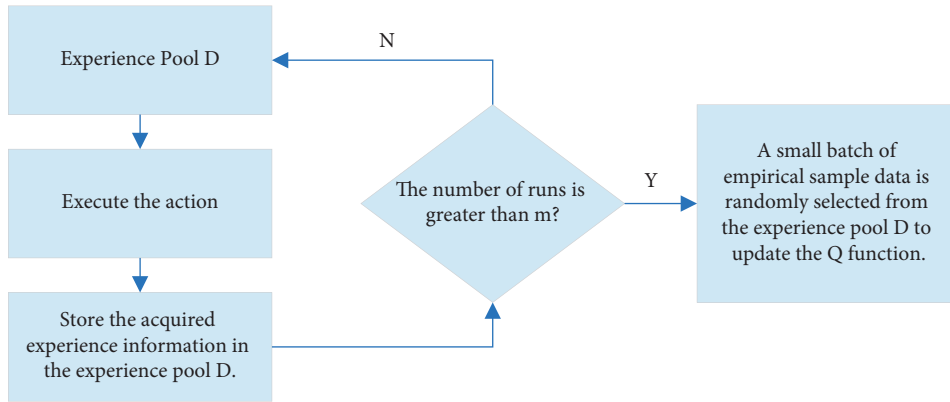 Experience Pool D
Execute the action
Store the acquired
experience information in
the experience pool D.
N
The number of runs is
greater than m?
Y
A small batch of
empirical sample data is
randomly selected from
the experience pool D to
update the Q function.